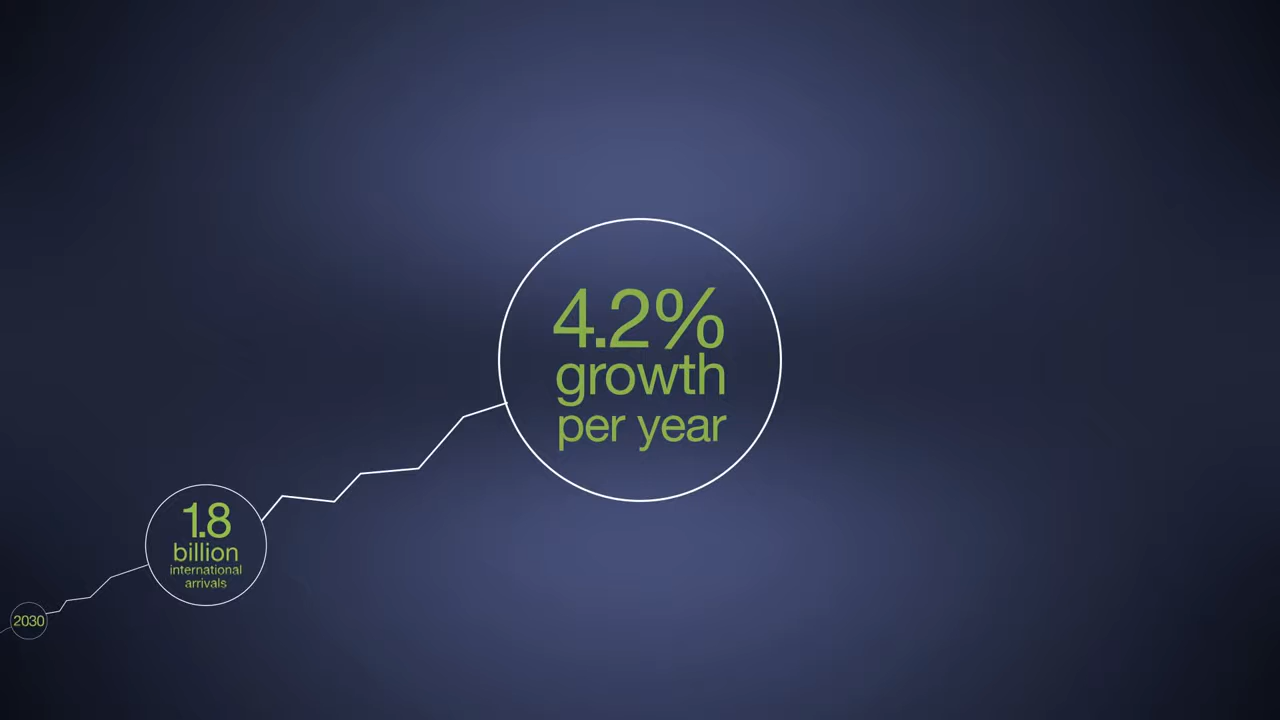 4.2%
growth
per year
1.8
billion
international
arrivals
2030